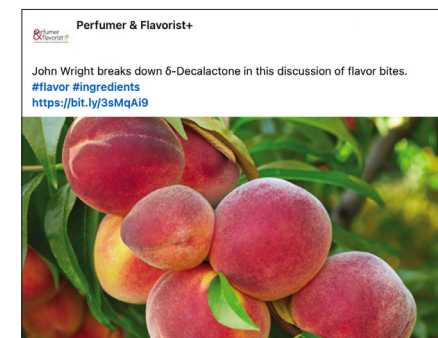 Perfumer & Flavorist+
Perfumer
& Flavorist+
John Wright breaks down δ-Decalactone in this discussion of flavor bites.
#flavor #ingredients
https://bit.ly/3sMqAi9